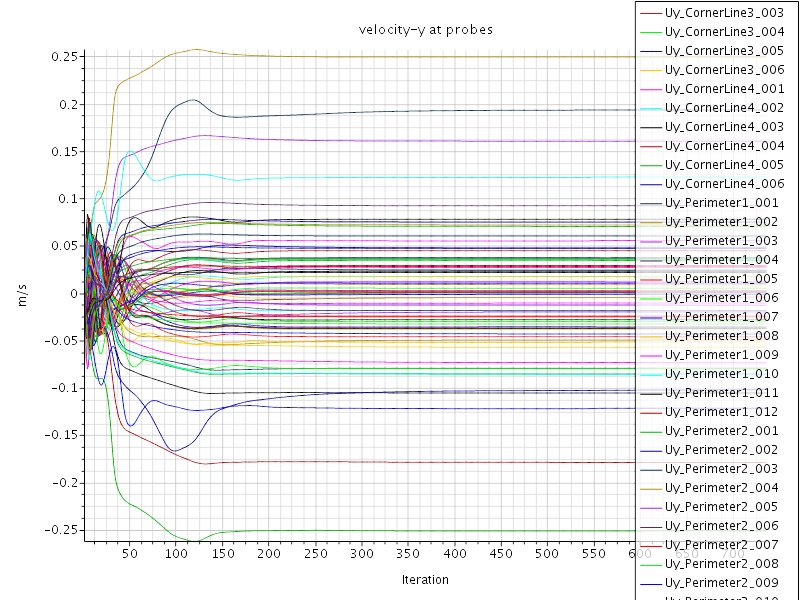 velocity-y at probes
0.25
0.2
0.15
0.1
0.05
0
-0.05
-0.1
-0.15
-0.2
-0.25
m/s
50 100 150 200 250 300 350 400 450 500 550 600 650 700
Iteration
Uy_CornerLine3_003
Uy_CornerLine3_004
Uy_CornerLine3_005
Uy_CornerLine3_006
Uy_CornerLine4_001
Uy_CornerLine4_002
Uy_CornerLine4_003
Uy_CornerLine4_004
Uy_CornerLine4_005
Uy_CornerLine4_006
Uy_Perimeter1_001
Uy_Perimeter1_002
Uy_Perimeter1_003
Uy_Perimeter1_004
Uy_Perimeter1_005
Uy_Perimeter1_006
Uy_Perimeter1_007
Uy_Perimeter1_008
Uy_Perimeter1_009
Uy_Perimeter1_010
Uy_Perimeter1_011
Uy_Perimeter1_012
Uy_Perimeter2_001
Uy_Perimeter2_002
Uy_Perimeter2_003
Uy_Perimeter2_004
Uy_Perimeter2_005
Uy_Perimeter2_006
Uy_Perimeter2_007
Uy_Perimeter2_008
Uy_Perimeter2_009